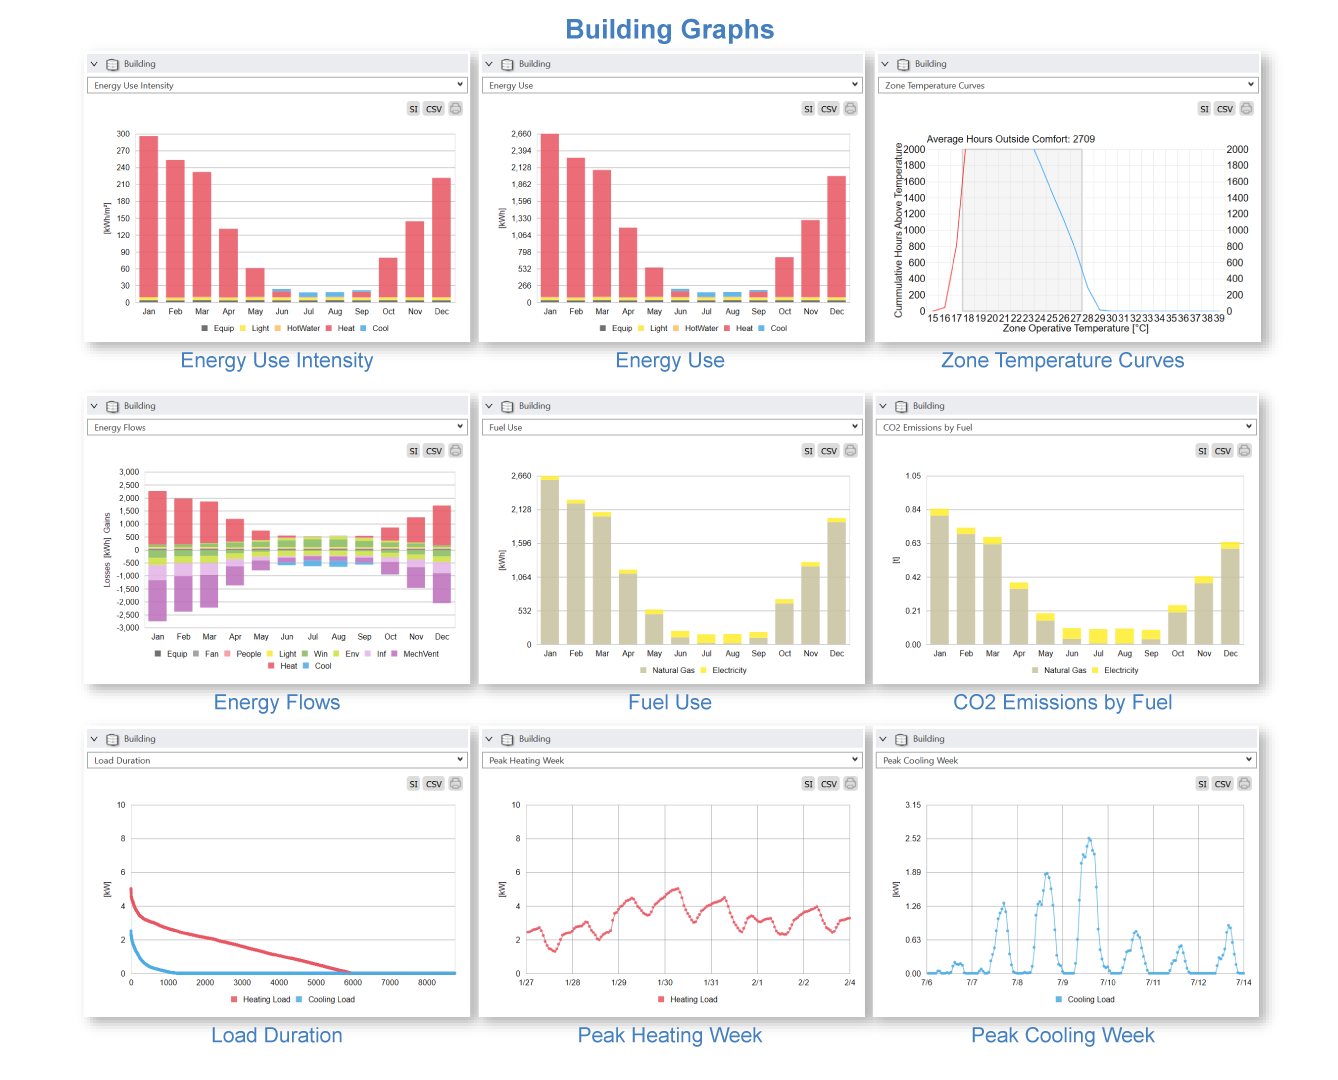 Building Graphs
Building
Energy Use Intensity
SI CSV
300
270
240
210
180
150
120
90
60
30
0
[kWh/m²]
Jan Feb Mar Apr May Jun Jul Aug Sep Oct Nov Dec
Equip Light HotWater Heat Cool
Energy Use Intensity
Building
Energy Use
SI CSV
2,660
2,394
2,128
1,862
1,596
1,330
1,064
798
532
266
0
[kWh]
Jan Feb Mar Apr May Jun Jul Aug Sep Oct Nov Dec
Equip Light HotWater Heat Cool
Energy Use
Building
Zone Temperature Curves
SI CSV
Average Hours Outside Comfort: 2709
Cummulative Hours Above Temperature
2000 2000
1800 1800
1600 1600
1400 1400
1200 1200
1000 1000
800 800
600 600
400 400
200 200
0 0
15 16 17 18 19 20 21 22 23 24 25 26 27 28 29 30 31 32 33 34 35 36 37 38 39
Zone Operative Temperature [°C]
Zone Temperature Curves
Building
Energy Flows
SI CSV
3,000
2,500
2,000
1,500
1,000
500
0
-500
-1,000
-1,500
-2,000
-2,500
-3,000
Losses [kWh] Gains
Jan Feb Mar Apr May Jun Jul Aug Sep Oct Nov Dec
Equip Fan People Light Win Env Inf MechVent
Heat Cool
Energy Flows
Building
Fuel Use
SI CSV
2,660
2,128
1,596
1,064
532
0
[kWh]
Jan Feb Mar Apr May Jun Jul Aug Sep Oct Nov Dec
Natural Gas Electricity
Fuel Use
Building
CO2 Emissions by Fuel
SI CSV
1.05
0.84
0.63
0.42
0.21
0.00
[t]
Jan Feb Mar Apr May Jun Jul Aug Sep Oct Nov Dec
Natural Gas Electricity
CO2 Emissions by Fuel
Building
Load Duration
SI CSV
10
8
6
4
2
0
[kW]
0 1000 2000 3000 4000 5000 6000 7000 8000
Heating Load Cooling Load
Load Duration
Building
Peak Heating Week
SI CSV
10
8
6
4
2
0
[kW]
1/27 1/28 1/29 1/30 1/31 2/1 2/2 2/4
Heating Load
Peak Heating Week
Building
Peak Cooling Week
SI CSV
3.15
2.52
1.89
1.26
0.63
0.00
[kW]
7/6 7/7 7/8 7/9 7/10 7/11 7/12 7/14
Cooling Load
Peak Cooling Week